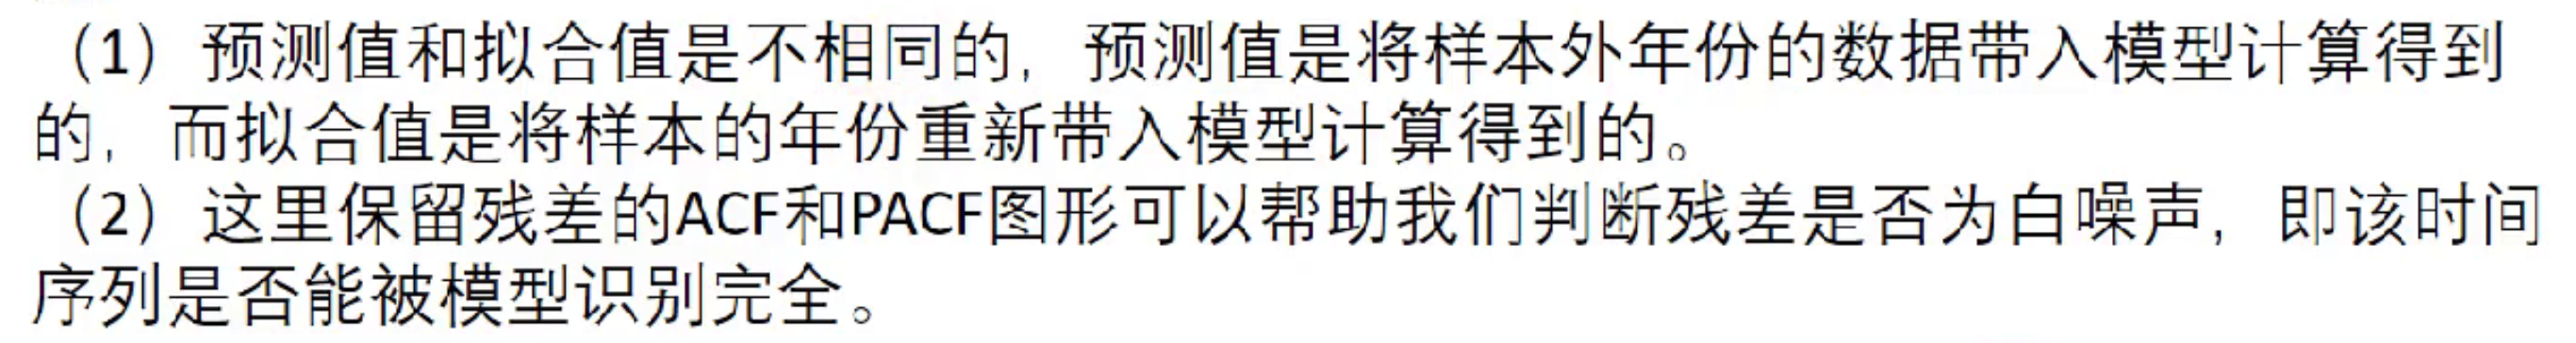 （1）预测值和拟合值是不相同的，预测值是将样本外年份的数据带入模型计算得到
的，而拟合值是将样本的年份重新带入模型计算得到的。
（2）这里保留残差的ACF和PACF图形可以帮助我们判断残差是否为白噪声，即该时间
序列是否能被模型识别完全。